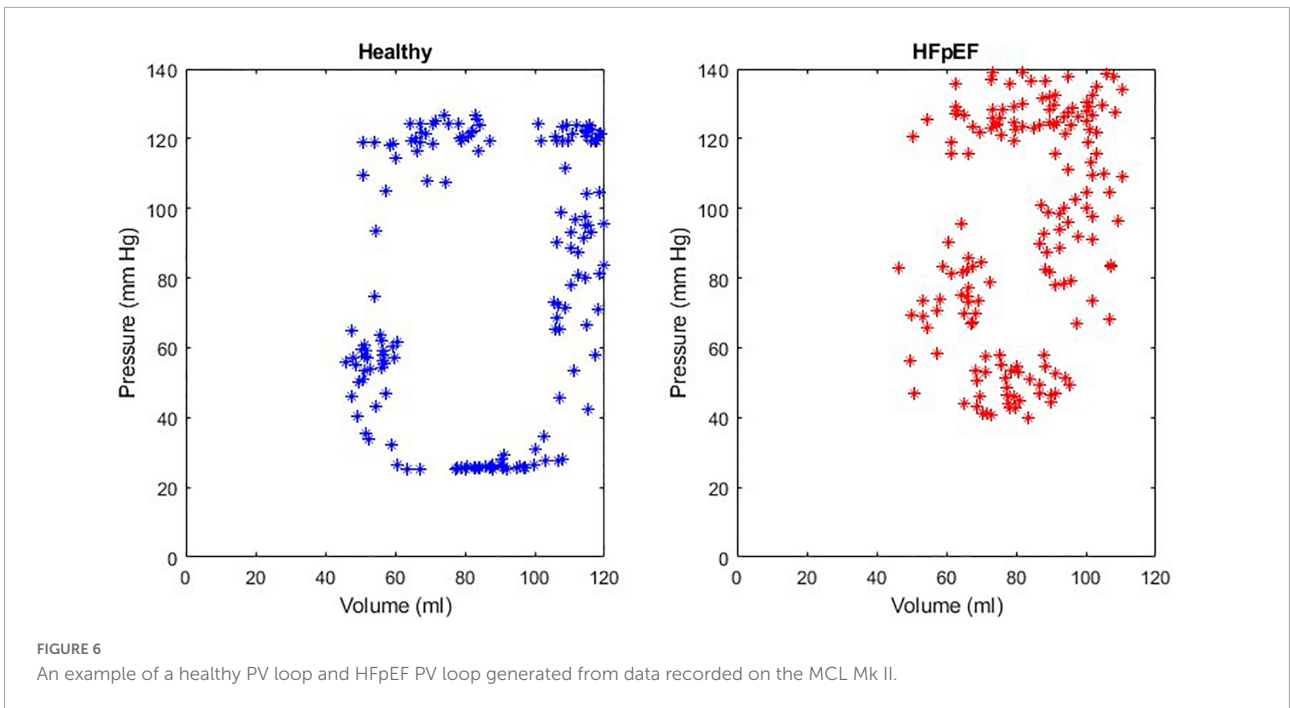 Healthy
140
120
100
80
60
40
20
0
Pressure (mm Hg)
0 20 40 60 80 100 120
Volume (ml)
HFpEF
140
120
100
80
60
40
20
0
Pressure (mm Hg)
0 20 40 60 80 100 120
Volume (ml)
FIGURE 6
An example of a healthy PV loop and HFpEF PV loop generated from data recorded on the MCL Mk II.